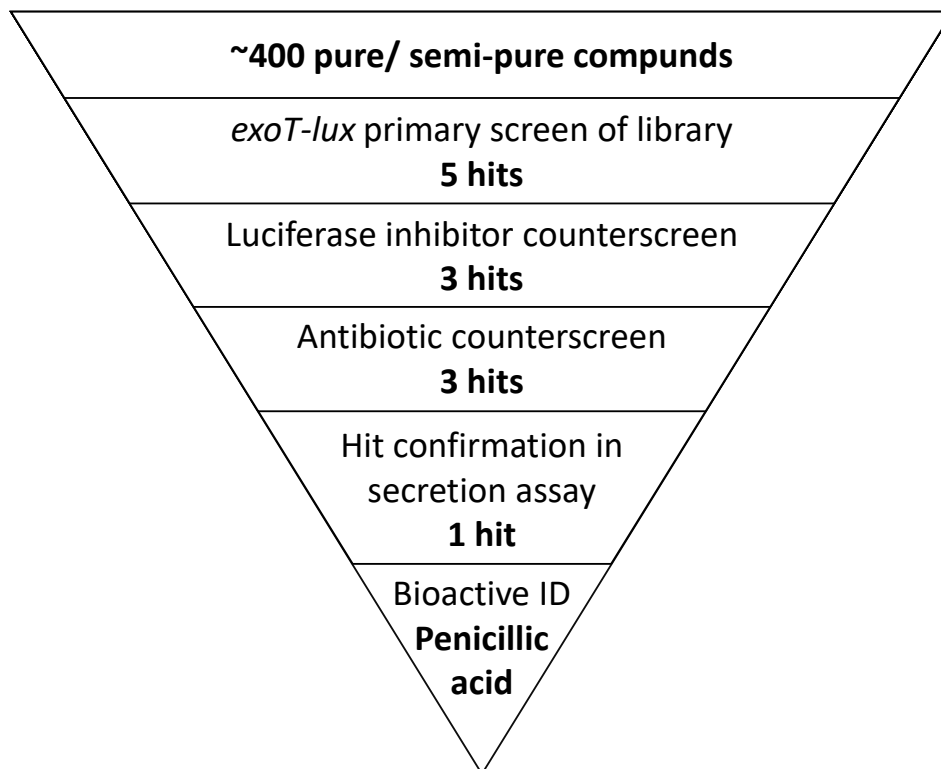 ~400 pure/ semi-pure compunds
exoT-lux primary screen of library
5 hits
Luciferase inhibitor counterscreen
3 hits
Antibiotic counterscreen
3 hits
Hit confirmation in
secretion assay
1 hit
Bioactive ID
Penicillic
acid